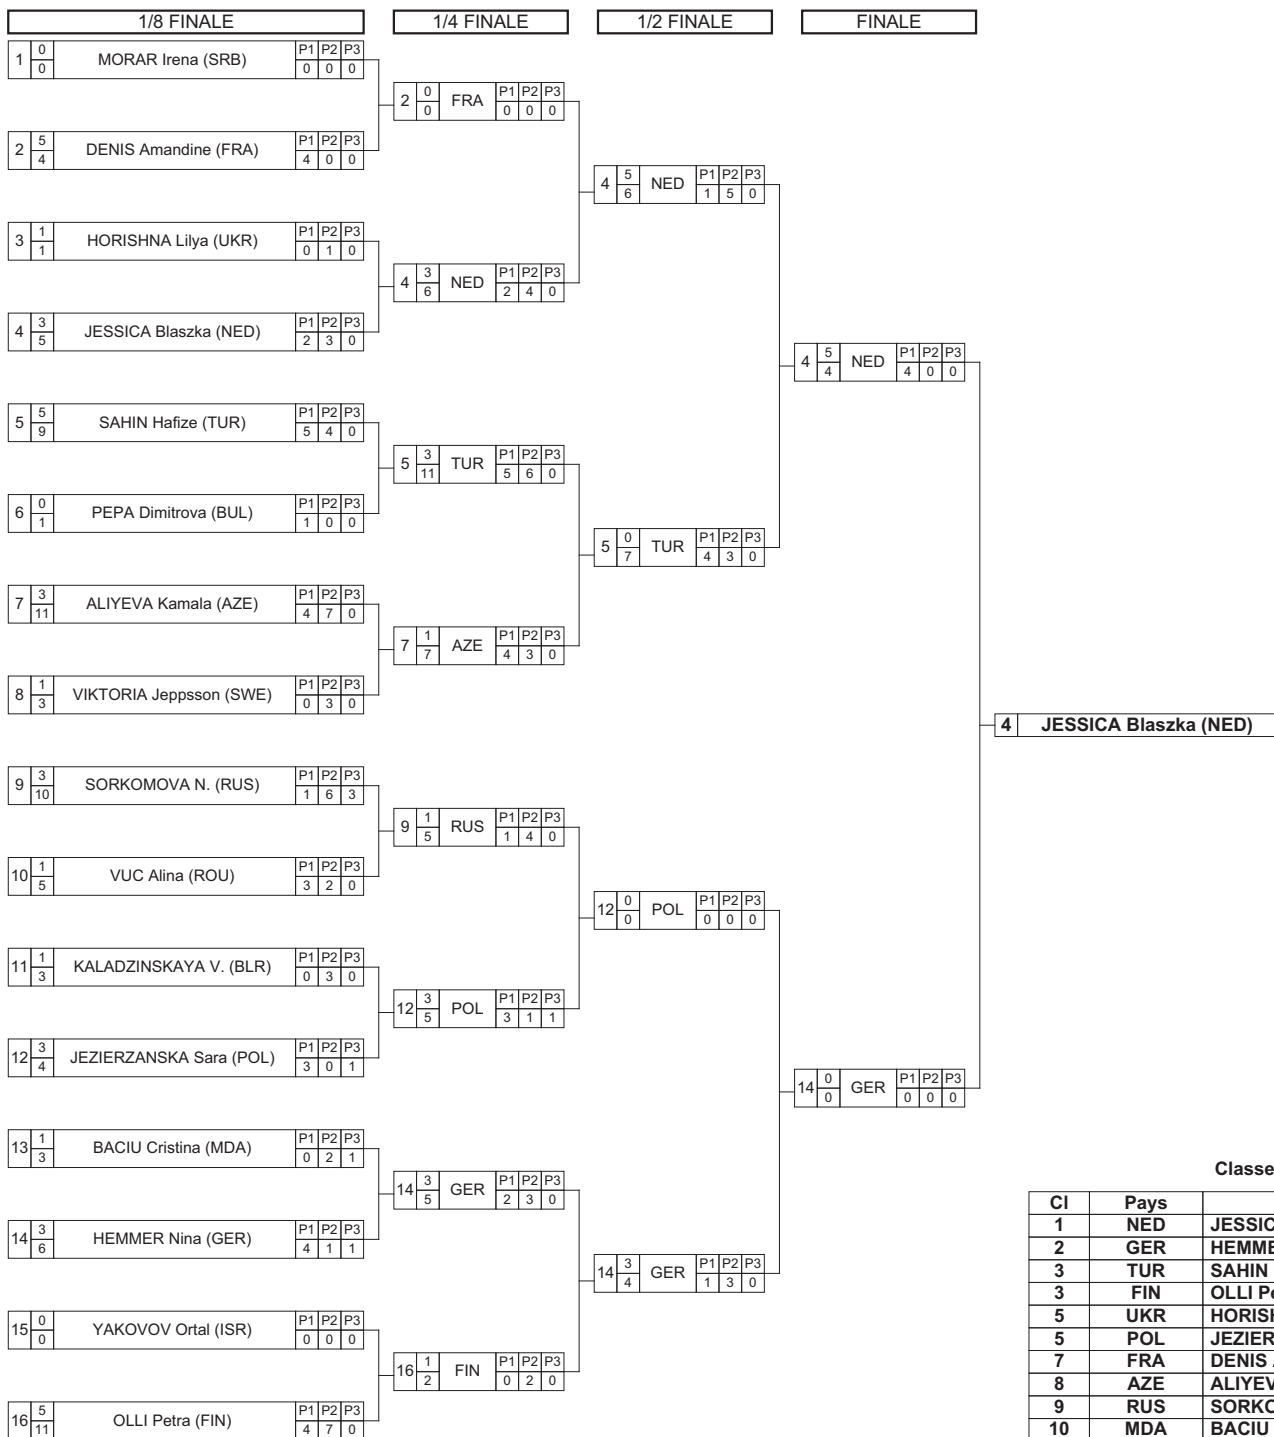 1/8 FINALE 1/4 FINALE 1/2 FINALE FINALE
1 0 0 MORAR Irena (SRB) P1 P2 P3 0 0 0
2 0 0 FRA P1 P2 P3 0 0 0
2 5 4 DENIS Amandine (FRA) P1 P2 P3 4 0 0
4 5 6 NED P1 P2 P3 1 5 0
3 1 1 HORISHNA Lilya (UKR) P1 P2 P3 0 1 0
4 3 6 NED P1 P2 P3 2 4 0
4 3 5 JESSICA Blaszka (NED) P1 P2 P3 2 3 0
4 5 4 NED P1 P2 P3 4 0 0
5 5 9 SAHIN Hafize (TUR) P1 P2 P3 5 4 0
5 3 11 TUR P1 P2 P3 5 6 0
6 0 1 PEPA Dimitrova (BUL) P1 P2 P3 1 0 0
5 0 7 TUR P1 P2 P3 4 3 0
7 3 11 ALIYEVA Kamala (AZE) P1 P2 P3 4 7 0
7 1 7 AZE P1 P2 P3 4 3 0
8 1 3 VIKTORIA Jeppsson (SWE) P1 P2 P3 0 3 0
4 JESSICA Blaszka (NED)
9 3 10 SORKOMOVA N. (RUS) P1 P2 P3 1 6 3
9 1 5 RUS P1 P2 P3 1 4 0
10 1 5 VUC Alina (ROU) P1 P2 P3 3 2 0
12 0 0 POL P1 P2 P3 0 0 0
11 1 3 KALADZINSKAYA V. (BLR) P1 P2 P3 0 3 0
12 3 5 POL P1 P2 P3 3 1 1
12 3 4 JEZIERZANSKA Sara (POL) P1 P2 P3 3 0 1
14 0 0 GER P1 P2 P3 0 0 0
13 1 3 BACIU Cristina (MDA) P1 P2 P3 0 2 1
14 3 5 GER P1 P2 P3 2 3 0
14 3 6 HEMMER Nina (GER) P1 P2 P3 4 1 1
14 3 4 GER P1 P2 P3 1 3 0
15 0 0 YAKOVOV Ortal (ISR) P1 P2 P3 0 0 0
16 1 2 FIN P1 P2 P3 0 2 0
16 5 11 OLLI Petra (FIN) P1 P2 P3 4 7 0
Classe
Cl Pays
1 NED JESSIC
2 GER HEMME
3 TUR SAHIN
3 FIN OLLI Pe
5 UKR HORISH
5 POL JEZIER
7 FRA DENIS
8 AZE ALIYEV
9 RUS SORKO
10 MDA BACIU